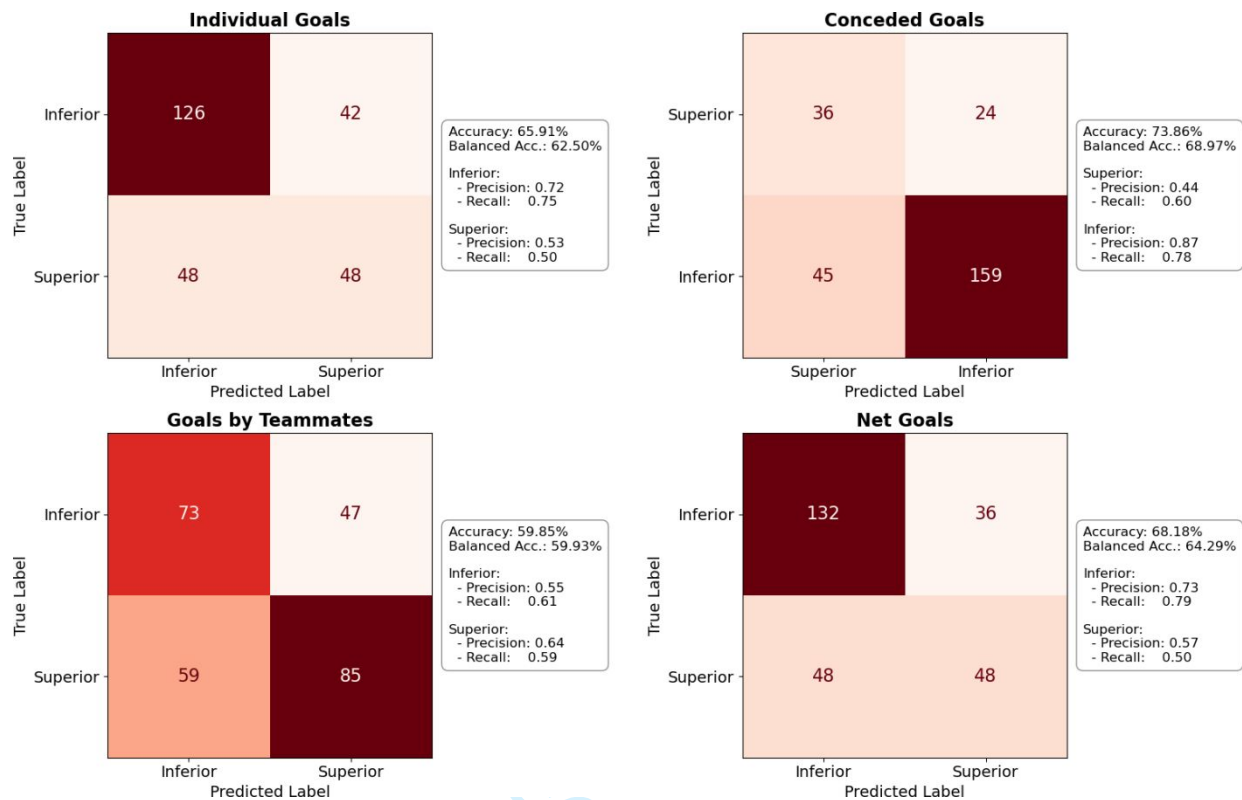 Individual Goals
True Label
Inferior
126
42
Superior
48
48
Inferior
Superior
Predicted Label
Accuracy: 65.91%
Balanced Acc.: 62.50%
Inferior:
- Precision: 0.72
- Recall: 0.75
Superior:
- Precision: 0.53
- Recall: 0.50
Conceded Goals
True Label
Superior
36
24
Inferior
45
159
Superior
Inferior
Predicted Label
Accuracy: 73.86%
Balanced Acc.: 68.97%
Superior:
- Precision: 0.44
- Recall: 0.60
Inferior:
- Precision: 0.87
- Recall: 0.78
Goals by Teammates
True Label
Inferior
73
47
Superior
59
85
Inferior
Superior
Predicted Label
Accuracy: 59.85%
Balanced Acc.: 59.93%
Inferior:
- Precision: 0.55
- Recall: 0.61
Superior:
- Precision: 0.64
- Recall: 0.59
Net Goals
True Label
Inferior
132
36
Superior
48
48
Inferior
Superior
Predicted Label
Accuracy: 68.18%
Balanced Acc.: 64.29%
Inferior:
- Precision: 0.73
- Recall: 0.79
Superior:
- Precision: 0.57
- Recall: 0.50